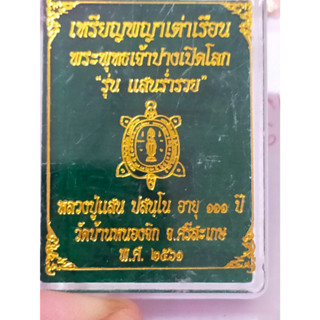 เหรียญพญาเต่าเรือน
พระพุทธเจ้าปางเปิดโลก
"รุ่น แสนร่ำรวย"
หลวงปู่แสน ปสนฺโน อายุ ๑๑๑ ปี
วัดบ้านหนองจิก จ.ศรีสะเกษ
พ.ศ. ๒๕๖๑